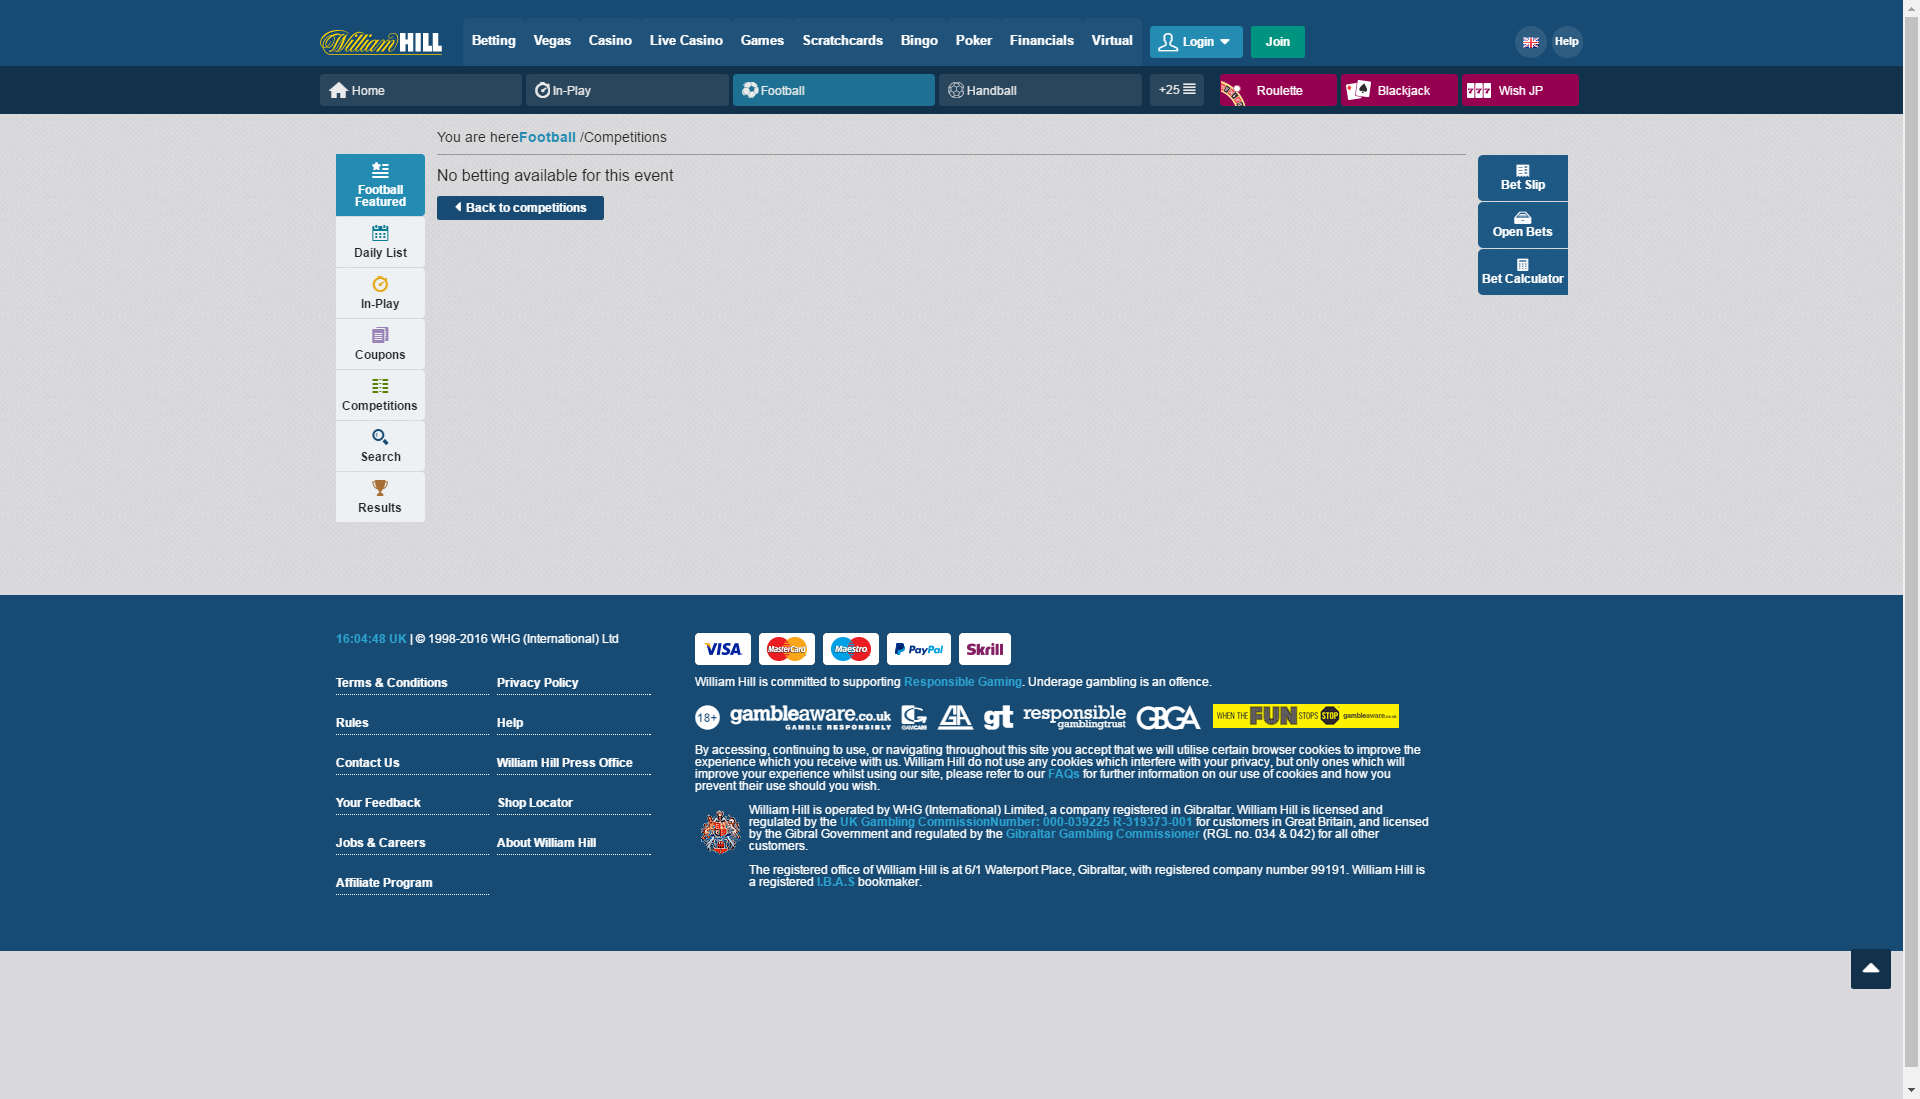 William HILL
Betting Vegas Casino Live Casino Games Scratchcards Bingo Poker Financials Virtual Login Join Help
Home In-Play Football Handball +25 Roulette Blackjack Wish JP
You are hereFootball /Competitions
No betting available for this event
Back to competitions
Football
Featured
Daily List
In-Play
Coupons
Competitions
Search
Results
Bet Slip
Open Bets
Bet Calculator
16:04:48 UK | © 1998-2016 WHG (International) Ltd
Terms & Conditions Privacy Policy
Rules Help
Contact Us William Hill Press Office
Your Feedback Shop Locator
Jobs & Careers About William Hill
Affiliate Program
VISA MasterCard Maestro PayPal Skrill
William Hill is committed to supporting Responsible Gaming. Underage gambling is an offence.
18+ gambleaware.co.uk GAMBLE RESPONSIBLY GAMCARE GA gt responsible gamblingtrust GBGA WHEN THE FUN STOPS STOP gambleaware.co.uk
By accessing, continuing to use, or navigating throughout this site you accept that we will utilise certain browser cookies to improve the
experience which you receive with us. William Hill do not use any cookies which interfere with your privacy, but only ones which will
improve your experience whilst using our site, please refer to our FAQs for further information on our use of cookies and how you
prevent their use should you wish.
William Hill is operated by WHG (International) Limited, a company registered in Gibraltar. William Hill is licensed and
regulated by the UK Gambling CommissionNumber: 000-039225 R-319373-001 for customers in Great Britain, and licensed
by the Gibral Government and regulated by the Gibraltar Gambling Commissioner (RGL no. 034 & 042) for all other
customers.
The registered office of William Hill is at 6/1 Waterport Place, Gibraltar, with registered company number 99191. William Hill is
a registered I.B.A.S bookmaker.